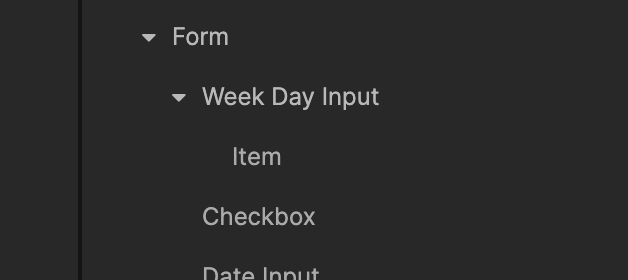 Form
Week Day Input
Item
Checkbox
Date Input